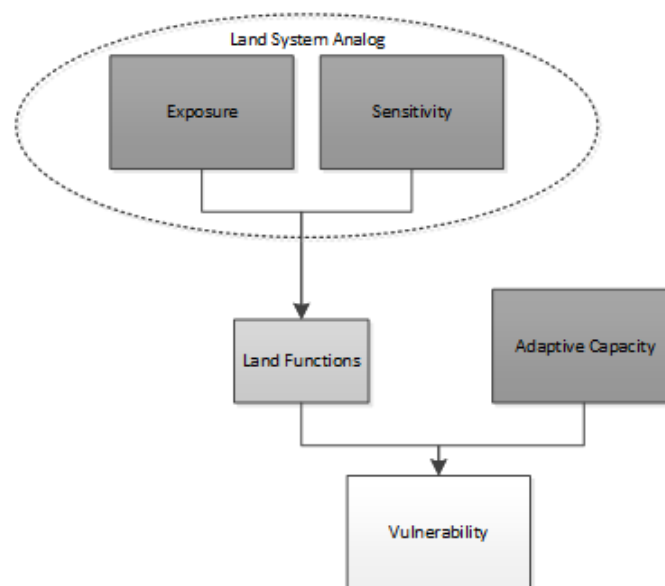 Land System Analog
Exposure
Sensitivity
Land Functions
Adaptive Capacity
Vulnerability